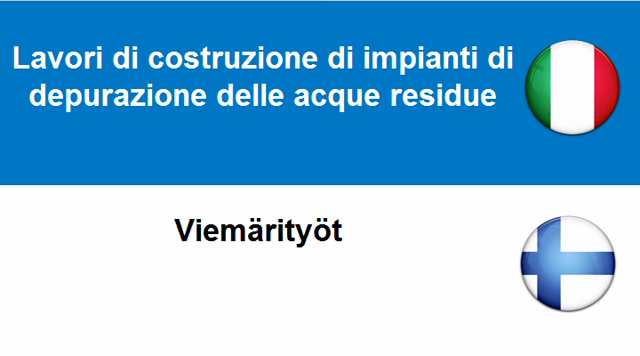 Lavori di costruzione di impianti di
depurazione delle acque residue
Viemärityöt